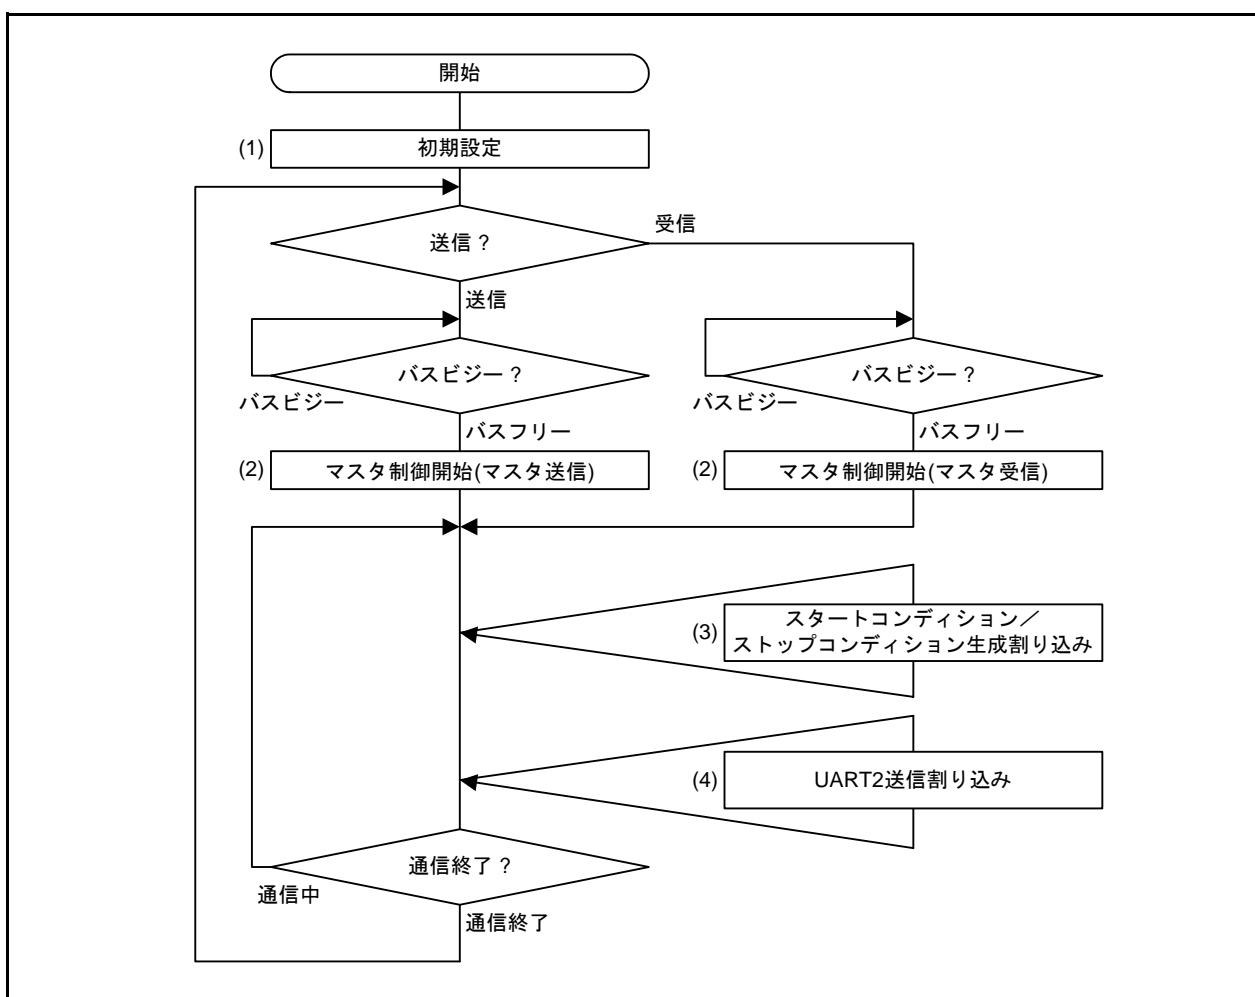 開始
(1)
初期設定
送信？
受信
送信
バスビジー？
バスビジー
バスフリー
バスビジー？
バスビジー
バスフリー
(2)
マスタ制御開始(マスタ送信)
(2)
マスタ制御開始(マスタ受信)
(3)
スタートコンディション／
ストップコンディション生成割り込み
(4)
UART2送信割り込み
通信終了？
通信中
通信終了